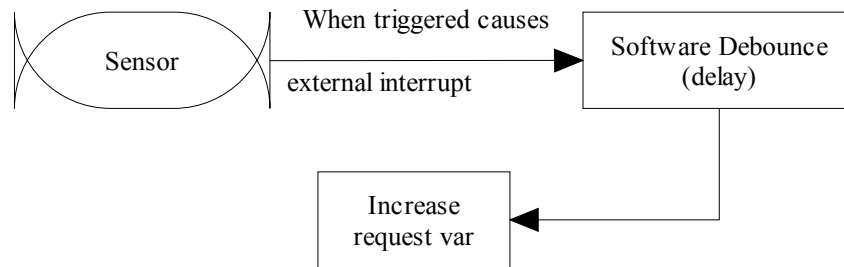 When triggered causes
Sensor
external interrupt
Software Debounce
(delay)
Increase
request var